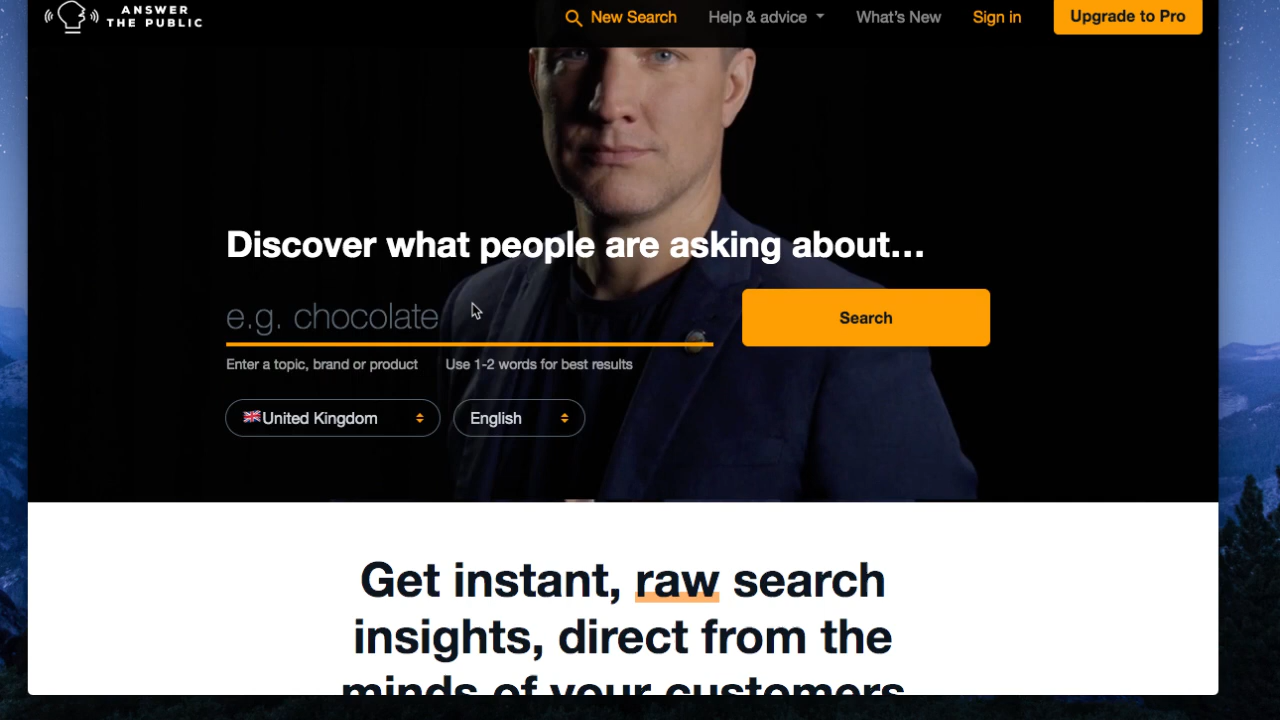 ANSWER
THE PUBLIC
New Search
Help & advice
What's New
Sign in
Upgrade to Pro
Discover what people are asking about...
e.g. chocolate
Search
Enter a topic, brand or product
Use 1-2 words for best results
United Kingdom
English
Get instant, raw search
insights, direct from the
minds of your customers